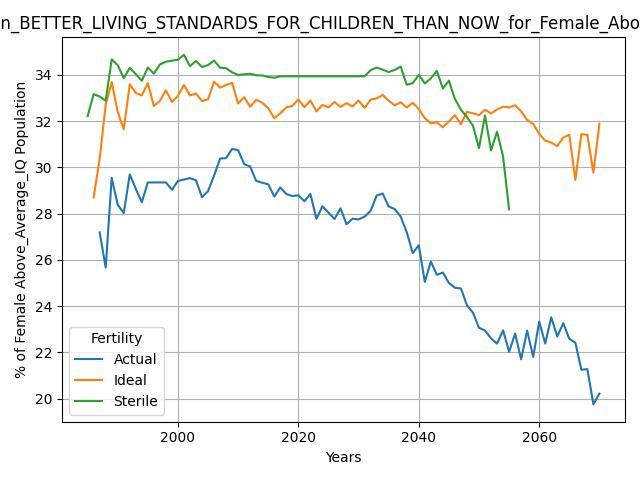 n_BETTER_LIVING_STANDARDS_FOR_CHILDREN_THAN_NOW_for_Female_Abo
% of Female Above_Average_IQ Population
34
32
30
28
26
24
22
20
Fertility
Actual
Ideal
Sterile
2000 2020 2040 2060
Years